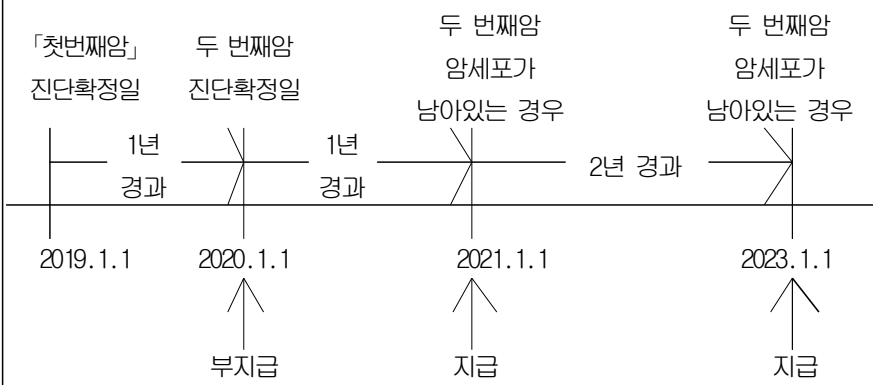 「첫번째암」
진단확정일
두 번째암
진단확정일
두 번째암
암세포가
남아있는 경우
두 번째암
암세포가
남아있는 경우
1년
경과
1년
경과
2년 경과
2019.1.1
2020.1.1
2021.1.1
2023.1.1
부지급
지급
지급